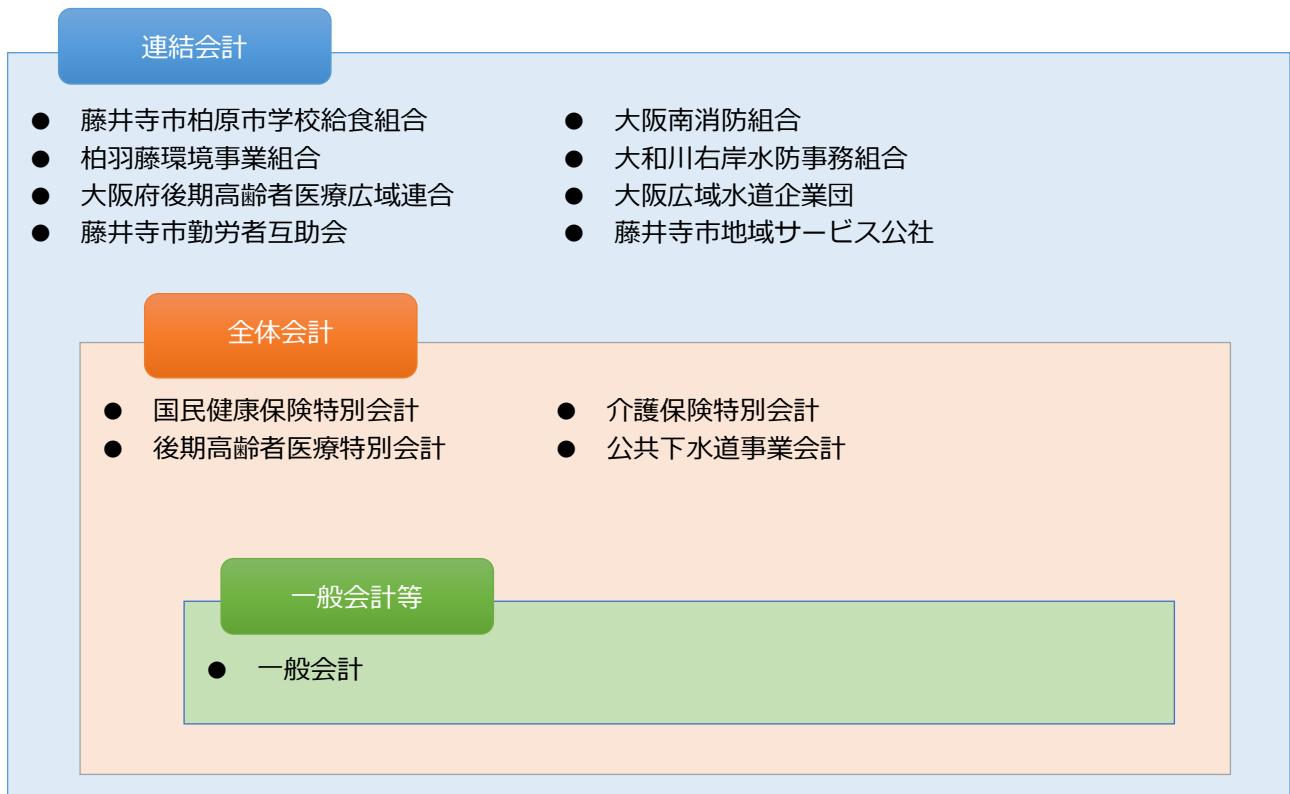 連結会計
● 藤井寺市柏原市学校給食組合
● 柏羽藤環境事業組合
● 大阪府後期高齢者医療広域連合
● 藤井寺市勤労者互助会
● 大阪南消防組合
● 大和川右岸水防事務組合
● 大阪広域水道企業団
● 藤井寺市地域サービス公社
全体会計
● 国民健康保険特別会計
● 後期高齢者医療特別会計
● 介護保険特別会計
● 公共下水道事業会計
一般会計等
● 一般会計